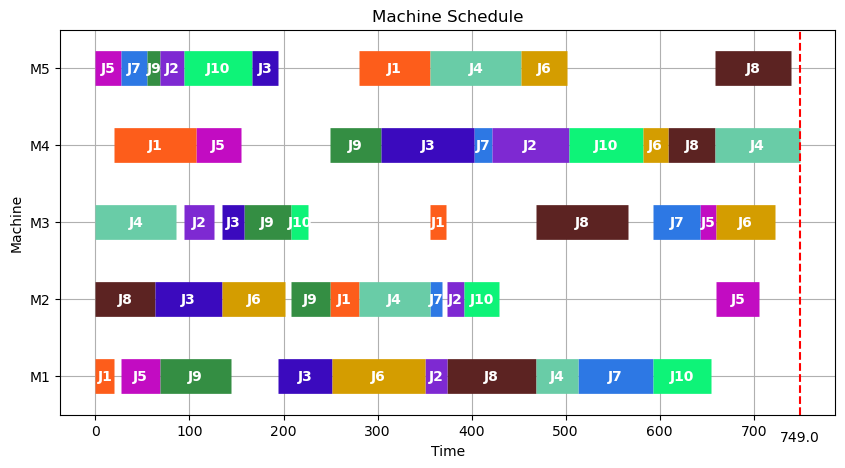 Machine Schedule
Machine
M5
J5 J7 J9 J2 J10 J3 J1 J4 J6 J8
M4
J1 J5 J9 J3 J7 J2 J10 J6 J8 J4
M3
J4 J2 J3 J9 J10 J1 J8 J7 J5 J6
M2
J8 J3 J6 J9 J1 J4 J7 J2 J10 J5
M1
J1 J5 J9 J3 J6 J2 J8 J4 J7 J10
0 100 200 300 400 500 600 700
749.0
Time